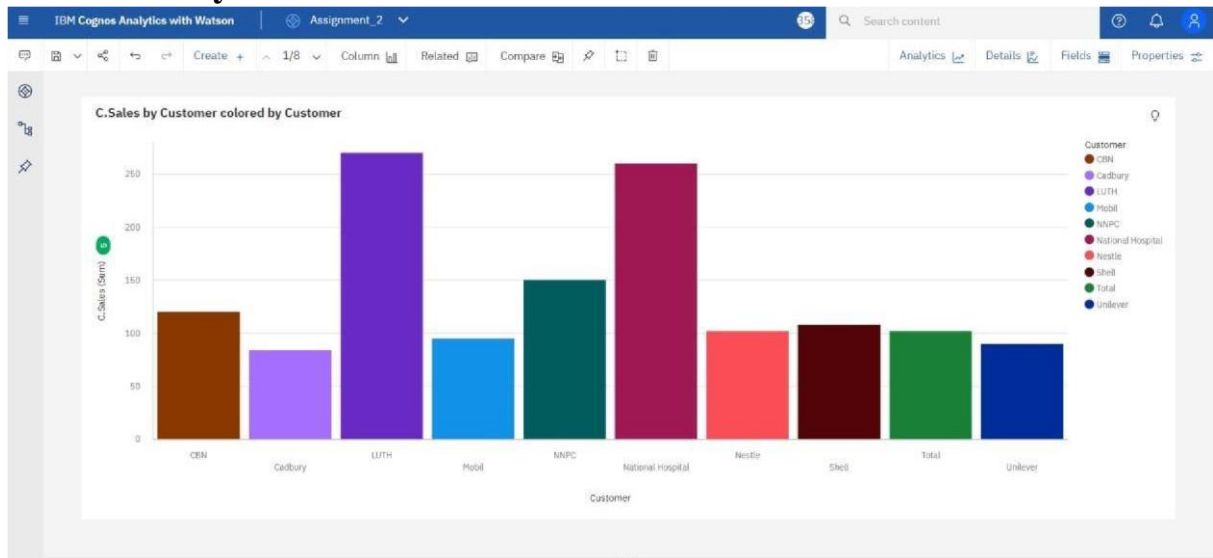 IBM Cognos Analytics with Watson
Assignment_2
Search content
Create +
1/8
Column
Related
Compare
Analytics
Details
Fields
Properties
C.Sales by Customer colored by Customer
C.Sales (Sum)
250
200
150
100
50
0
CBN
Cadbury
LUTH
Mobil
NNPC
National Hospital
Nestle
Shell
Total
Unilever
Customer
Customer
CBN
Cadbury
LUTH
Mobil
NNPC
National Hospital
Nestle
Shell
Total
Unilever